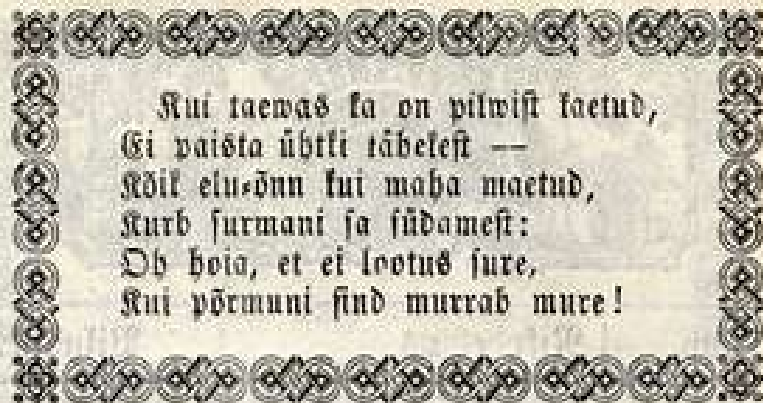 Kui taewas ka on pilwist kaetud,
Ei paista ühtki tähekest —
Kõik elu-õnn kui maha maetud,
Kurb surmani sa südamest:
Oh hoia, et ei lootus sure,
Kui põrmuni sind murrab mure!